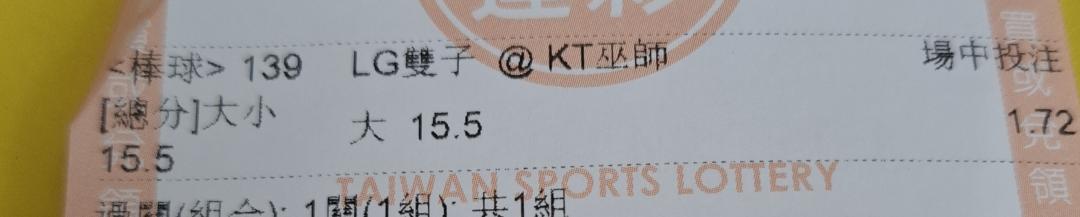 運彩
<棒球> 139 LG雙子 @ KT巫師 場中投注
[總分]大小 大 15.5 1.72
15.5
TAIWAN SPORTS LOTTERY
過關(組合): 1關(1組); 共1組